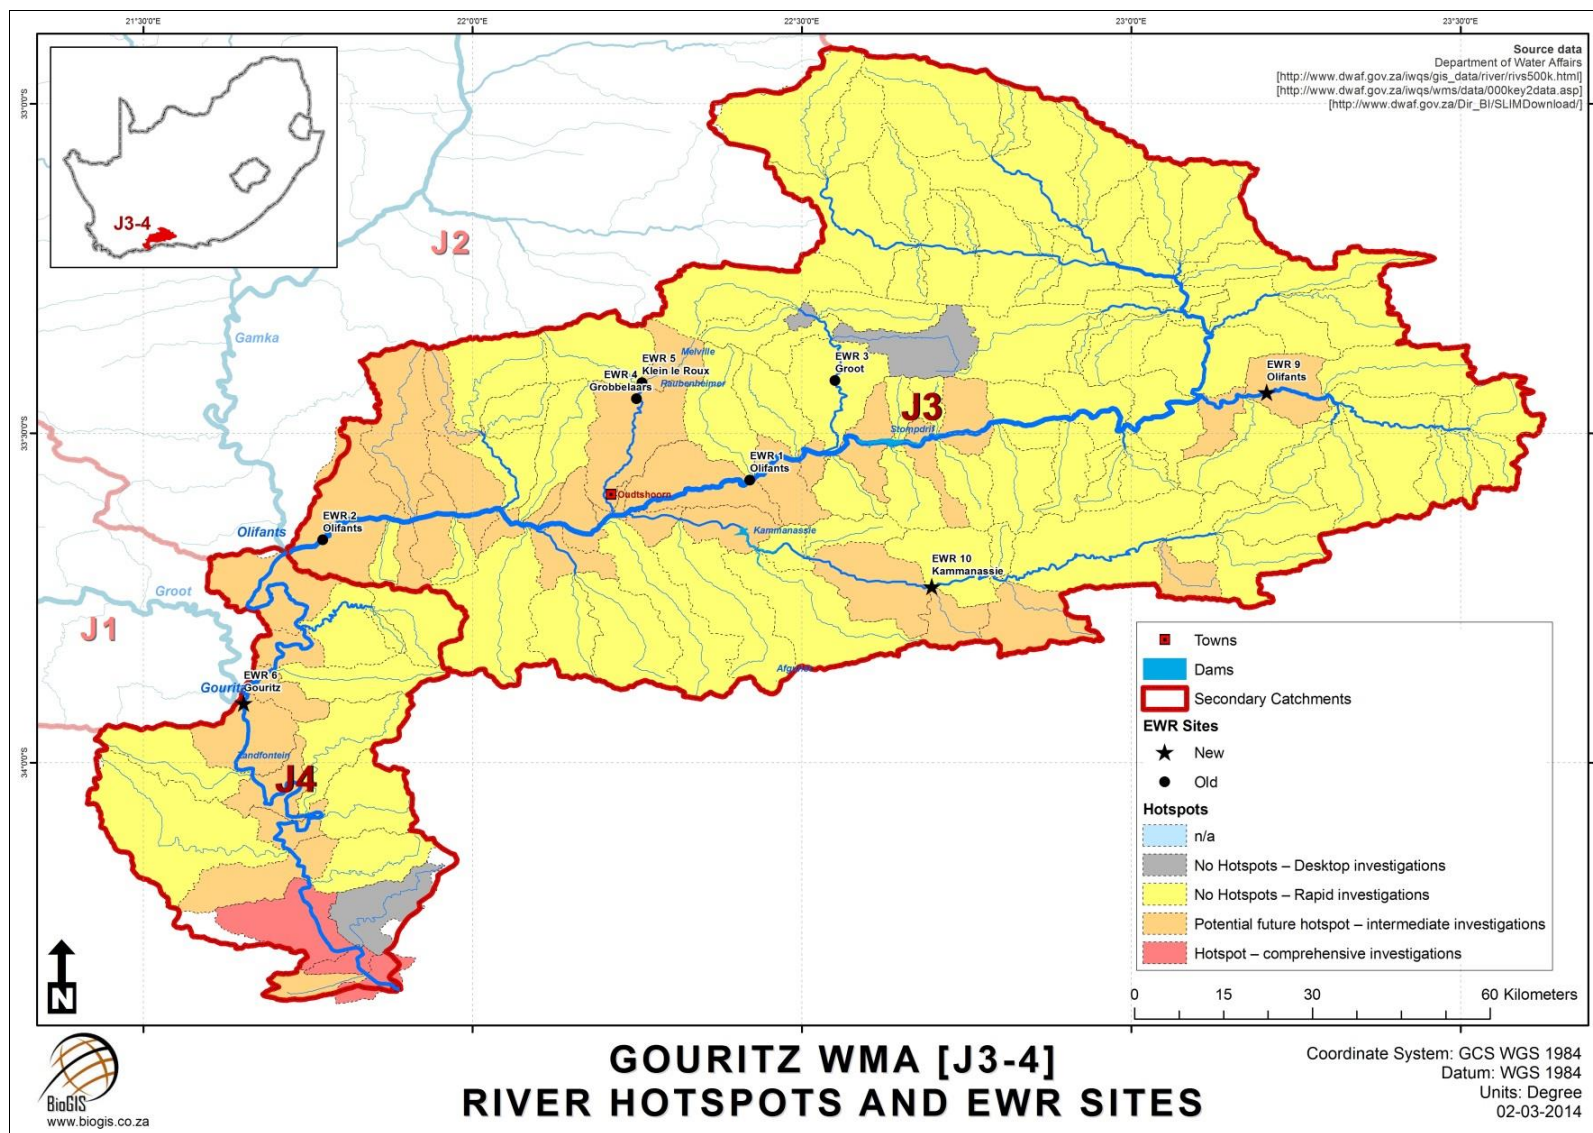 21°30'0"E
22°0'0"E
22°30'0"E
23°0'0"E
23°30'0"E
Source data
Department of Water Affairs
[http://www.dwaf.gov.za/iwqs/gis_data/river/rivs500k.html]
[http://www.dwaf.gov.za/iwqs/wms/data/000key2data.asp]
[http://www.dwaf.gov.za/Dir_BI/SLIMDownload/]
33°0'0"S
J3-4
J2
Gamka
Melville
EWR 5
Klein le Roux
EWR 4
Grobbelaars
Raubenheimer
EWR 3
Groot
EWR 9
Olifants
J3
Stompdrif
33°30'0"S
EWR 1
Olifants
Oudtshoorn
EWR 2
Olifants
Olifants
Kammanassie
EWR 10
Kammanassie
Groot
J1
EWR 6
Gouritz
Gouritz
Zandfontein
34°0'0"S
J4
Towns
Dams
Secondary Catchments
EWR Sites
New
Old
Hotspots
n/a
No Hotspots – Desktop investigations
No Hotspots – Rapid investigations
Potential future hotspot – intermediate investigations
Hotspot – comprehensive investigations
N
0 15 30 60 Kilometers
BioGIS
www.biogis.co.za
GOURITZ WMA [J3-4]
RIVER HOTSPOTS AND EWR SITES
Coordinate System: GCS WGS 1984
Datum: WGS 1984
Units: Degree
02-03-2014